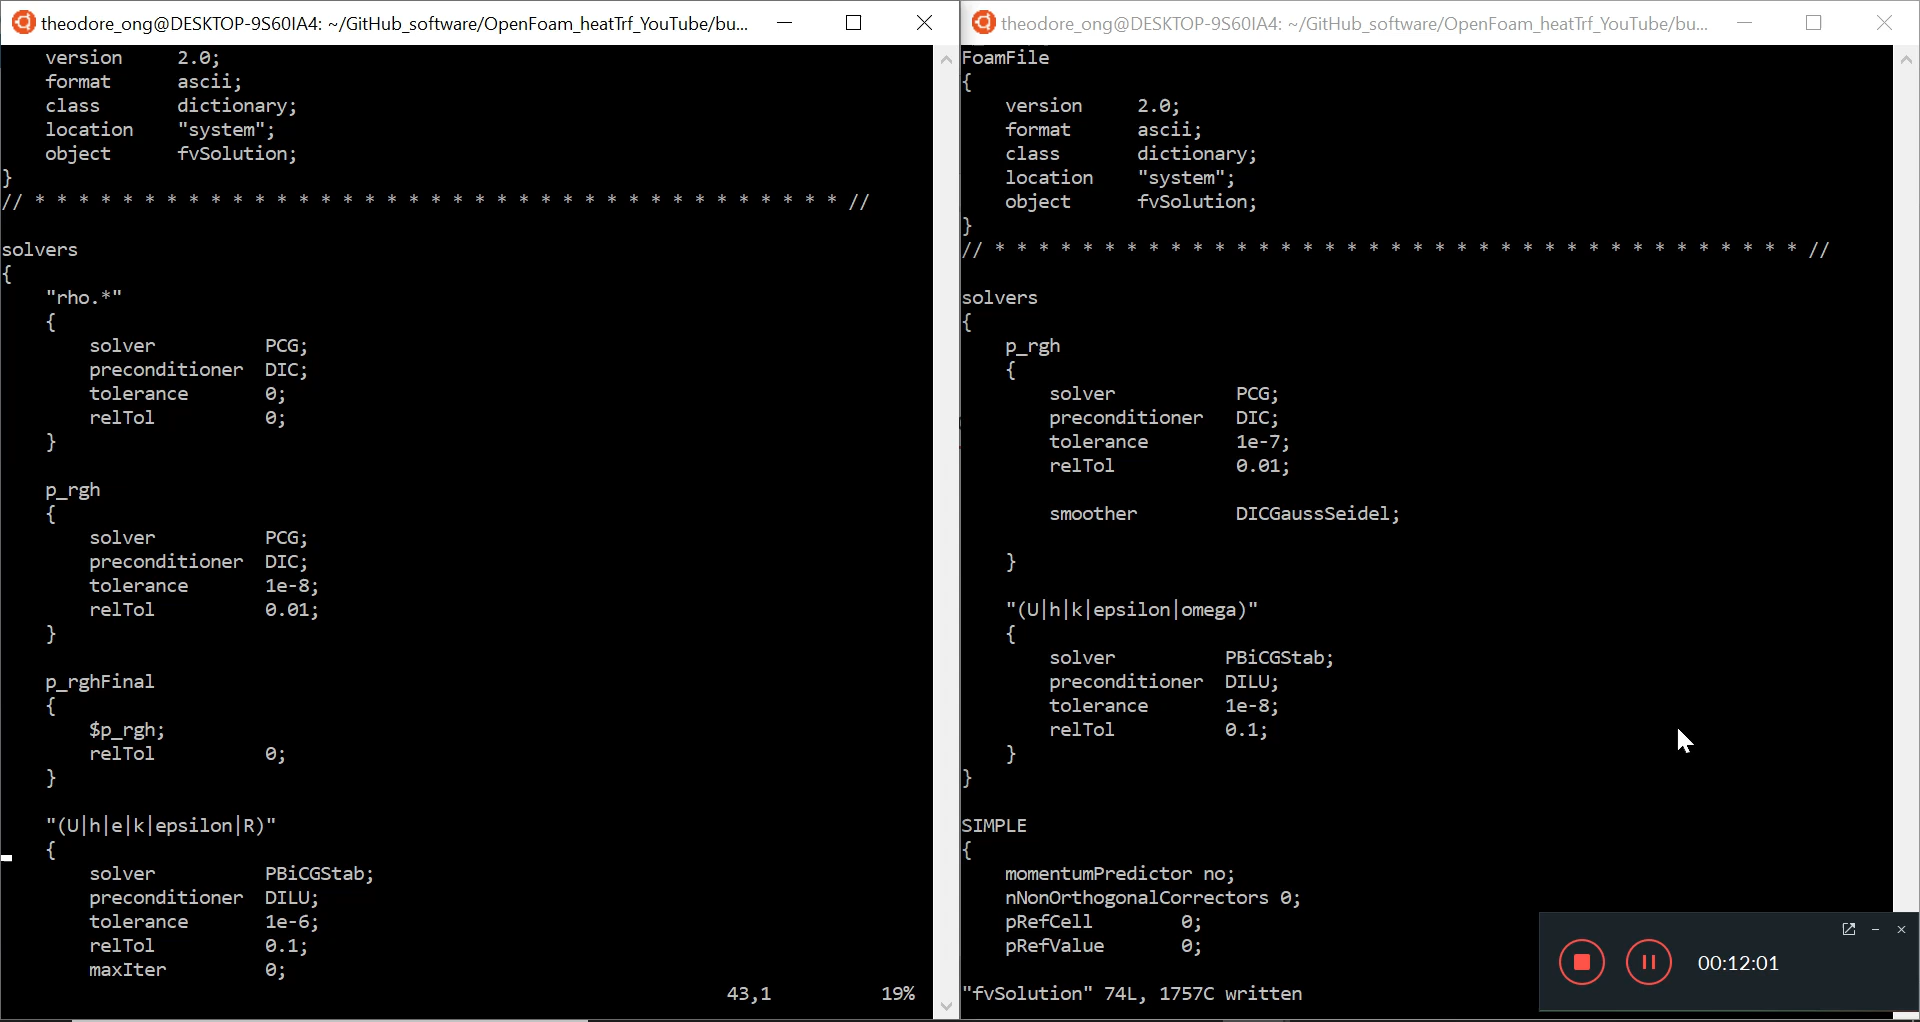 theodore_ong@DESKTOP-9S60IA4: ~/GitHub_software/OpenFoam_heatTrf_YouTube/bu...
version     2.0;
format      ascii;
class       dictionary;
location    "system";
object      fvSolution;
}
// * * * * * * * * * * * * * * * * * * * * * * * * * * * * * * * * * * * * * //
solvers
{
"rho.*"
{
solver          PCG;
preconditioner  DIC;
tolerance       0;
relTol          0;
}
p_rgh
{
solver          PCG;
preconditioner  DIC;
tolerance       1e-8;
relTol          0.01;
}
p_rghFinal
{
$p_rgh;
relTol          0;
}
"(U|h|e|k|epsilon|R)"
{
solver          PBiCGStab;
preconditioner  DILU;
tolerance       1e-6;
relTol          0.1;
maxIter         0;
43,1          19%
theodore_ong@DESKTOP-9S60IA4: ~/GitHub_software/OpenFoam_heatTrf_YouTube/bu...
FoamFile
{
version     2.0;
format      ascii;
class       dictionary;
location    "system";
object      fvSolution;
}
// * * * * * * * * * * * * * * * * * * * * * * * * * * * * * * * * * * * * * //
solvers
{
p_rgh
{
solver           PCG;
preconditioner   DIC;
tolerance        1e-7;
relTol           0.01;
smoother         DICGaussSeidel;
}
"(U|h|k|epsilon|omega)"
{
solver          PBiCGStab;
preconditioner  DILU;
tolerance       1e-8;
relTol          0.1;
}
}
SIMPLE
{
momentumPredictor no;
nNonOrthogonalCorrectors 0;
pRefCell        0;
pRefValue       0;
"fvSolution" 74L, 1757C written
00:12:01